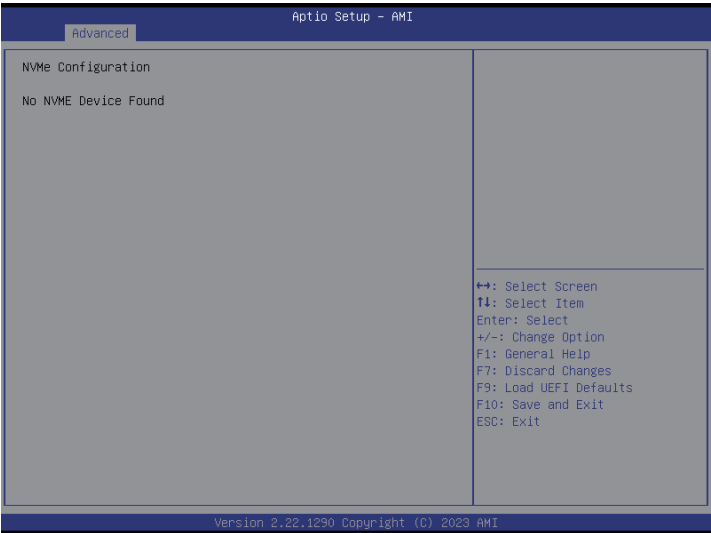 Aptio Setup - AMI
Advanced
NVMe Configuration
No NVME Device Found
↔: Select Screen
↑↓: Select Item
Enter: Select
+/-: Change Option
F1: General Help
F7: Discard Changes
F9: Load UEFI Defaults
F10: Save and Exit
ESC: Exit
Version 2.22.1290 Copyright (C) 2023 AMI